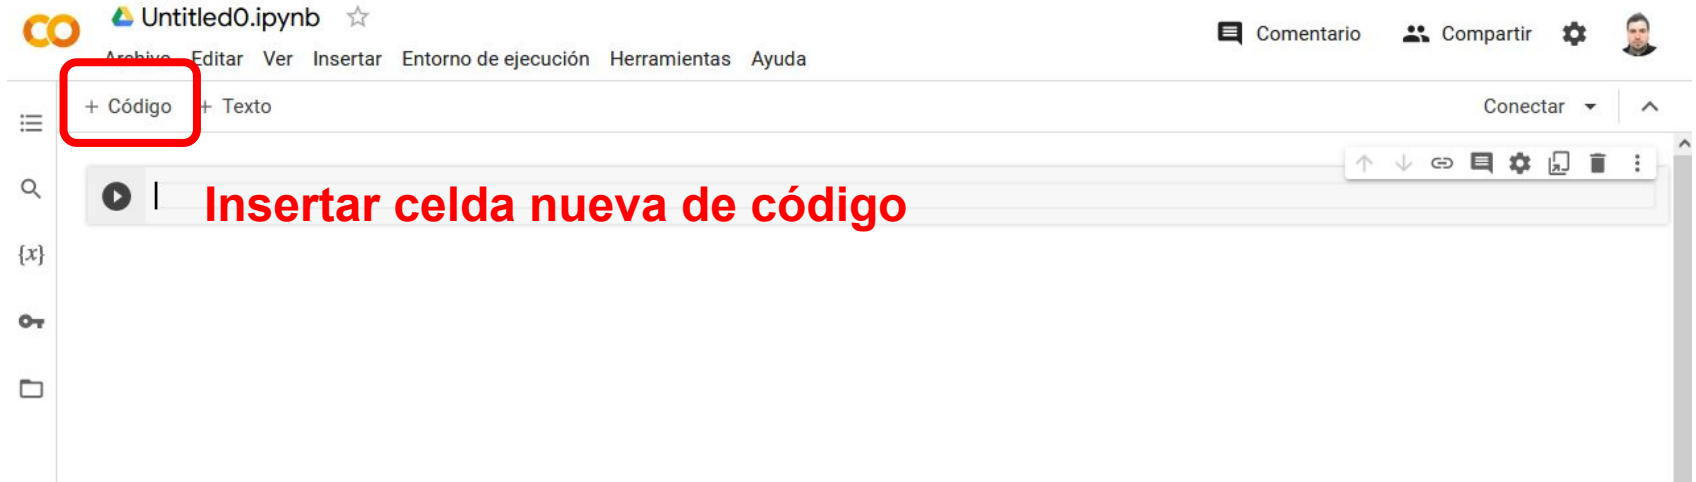 Untitled0.ipynb
Archivo Editar Ver Insertar Entorno de ejecución Herramientas Ayuda
Comentario Compartir
+ Código + Texto
Conectar
{x}
Insertar celda nueva de código